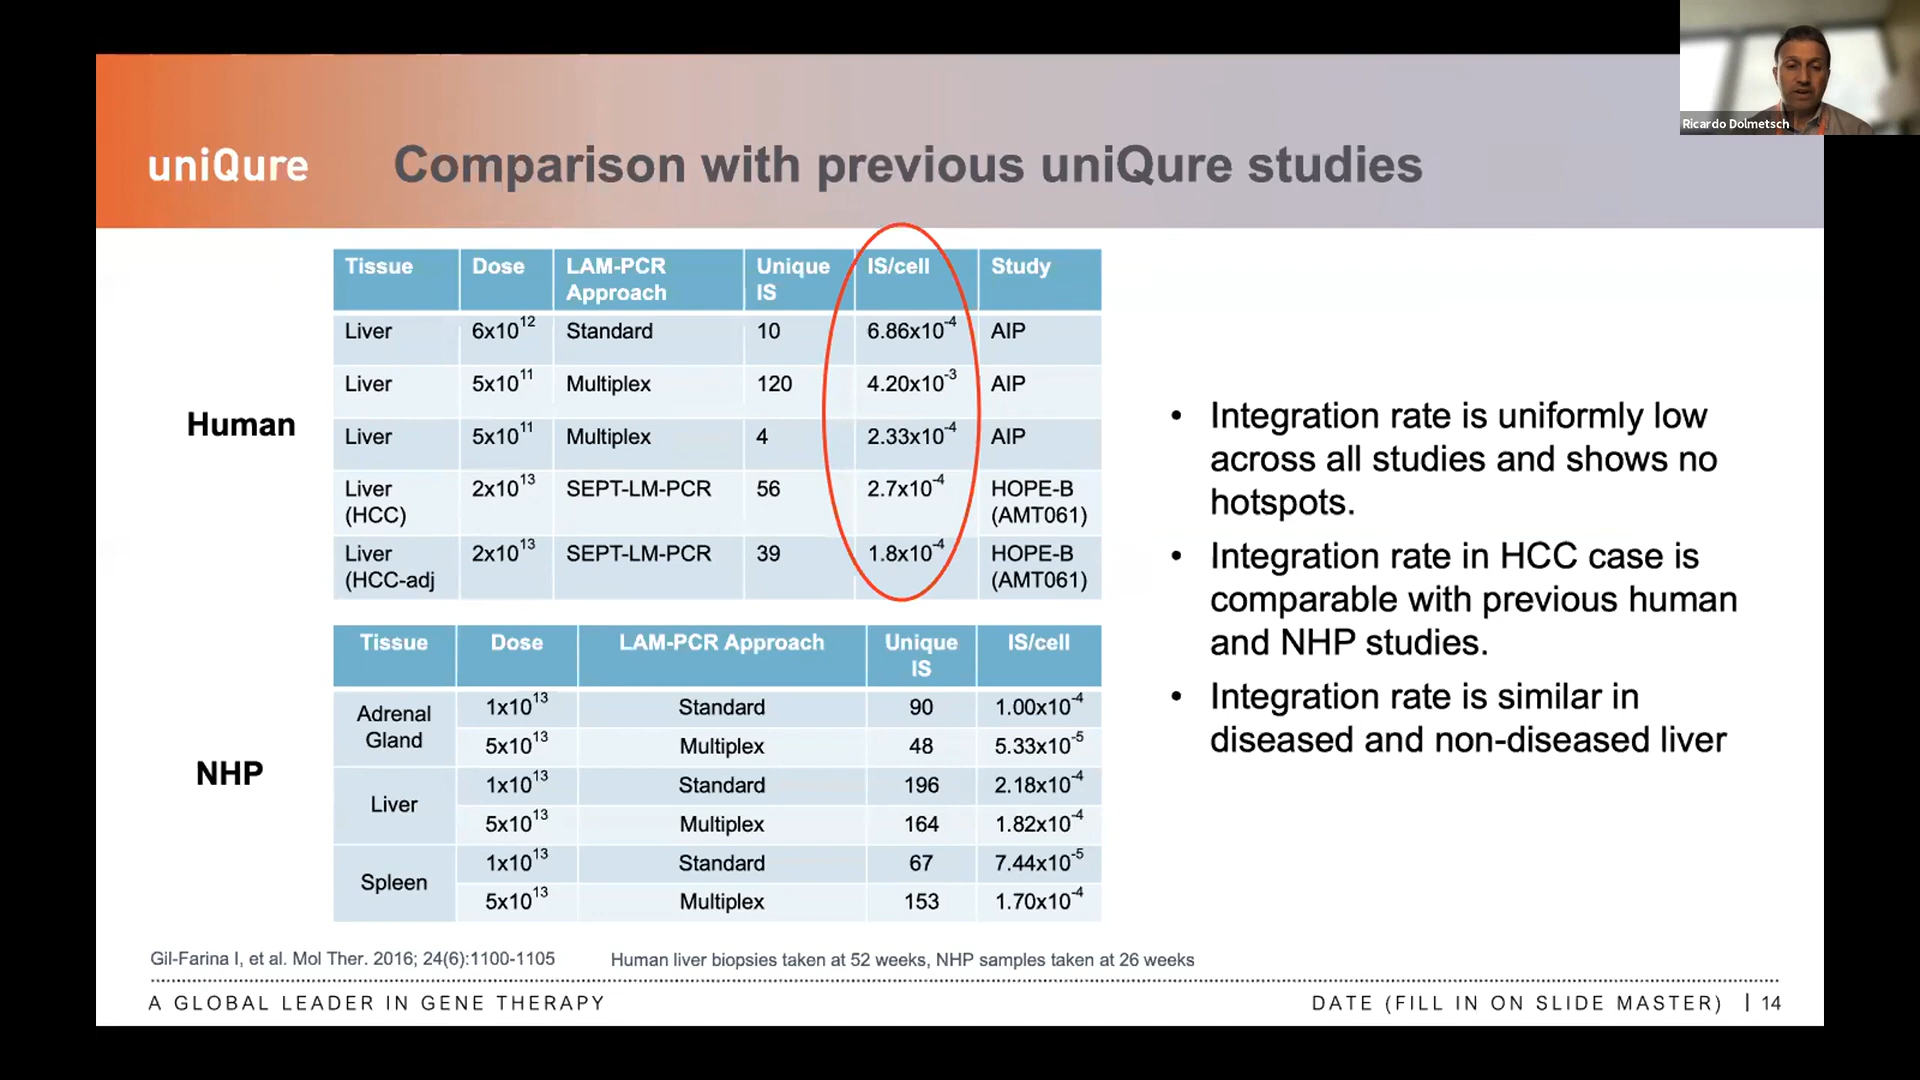 Ricardo Dolmetsch
uniQure
Comparison with previous uniQure studies
Human
Tissue Dose LAM-PCR Approach Unique IS IS/cell Study
Liver 6x10^12 Standard 10 6.86x10^-4 AIP
Liver 5x10^11 Multiplex 120 4.20x10^-3 AIP
Liver 5x10^11 Multiplex 4 2.33x10^-4 AIP
Liver (HCC) 2x10^13 SEPT-LM-PCR 56 2.7x10^-4 HOPE-B (AMT061)
Liver (HCC-adj 2x10^13 SEPT-LM-PCR 39 1.8x10^-4 HOPE-B (AMT061)
NHP
Tissue Dose LAM-PCR Approach Unique IS IS/cell
Adrenal Gland 1x10^13 Standard 90 1.00x10^-4
5x10^13 Multiplex 48 5.33x10^-5
Liver 1x10^13 Standard 196 2.18x10^-4
5x10^13 Multiplex 164 1.82x10^-4
Spleen 1x10^13 Standard 67 7.44x10^-5
5x10^13 Multiplex 153 1.70x10^-4
• Integration rate is uniformly low
across all studies and shows no
hotspots.
• Integration rate in HCC case is
comparable with previous human
and NHP studies.
• Integration rate is similar in
diseased and non-diseased liver
Gil-Farina I, et al. Mol Ther. 2016; 24(6):1100-1105
Human liver biopsies taken at 52 weeks, NHP samples taken at 26 weeks
A GLOBAL LEADER IN GENE THERAPY
DATE (FILL IN ON SLIDE MASTER) | 14